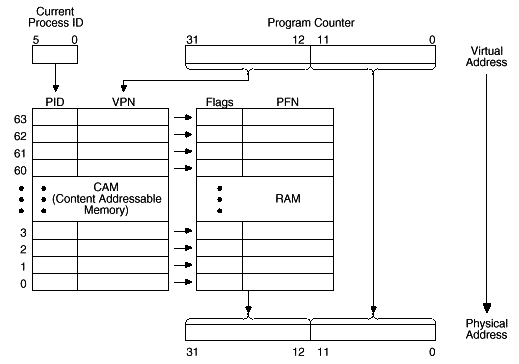 Current
Process ID
Program Counter
5 0
31 12 11 0
Virtual
Address
PID VPN
Flags PFN
63
62
61
60
CAM
(Content Addressable
Memory)
RAM
3
2
1
0
Physical
Address
31 12 11 0